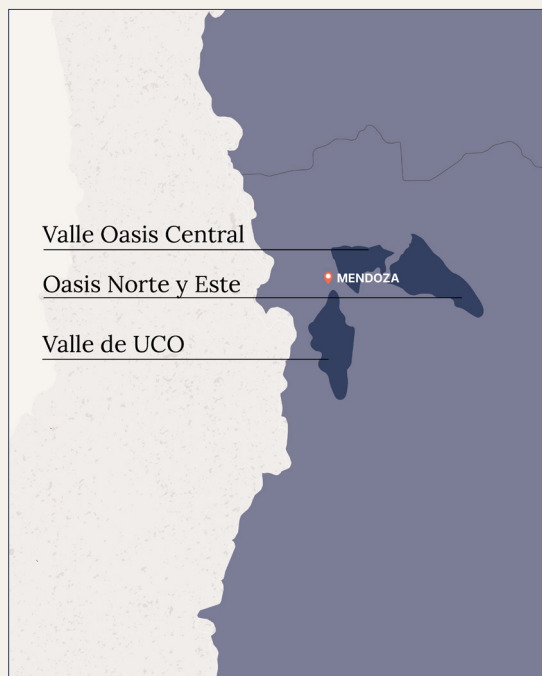 Valle Oasis Central
MENDOZA
Oasis Norte y Este
Valle de UCO